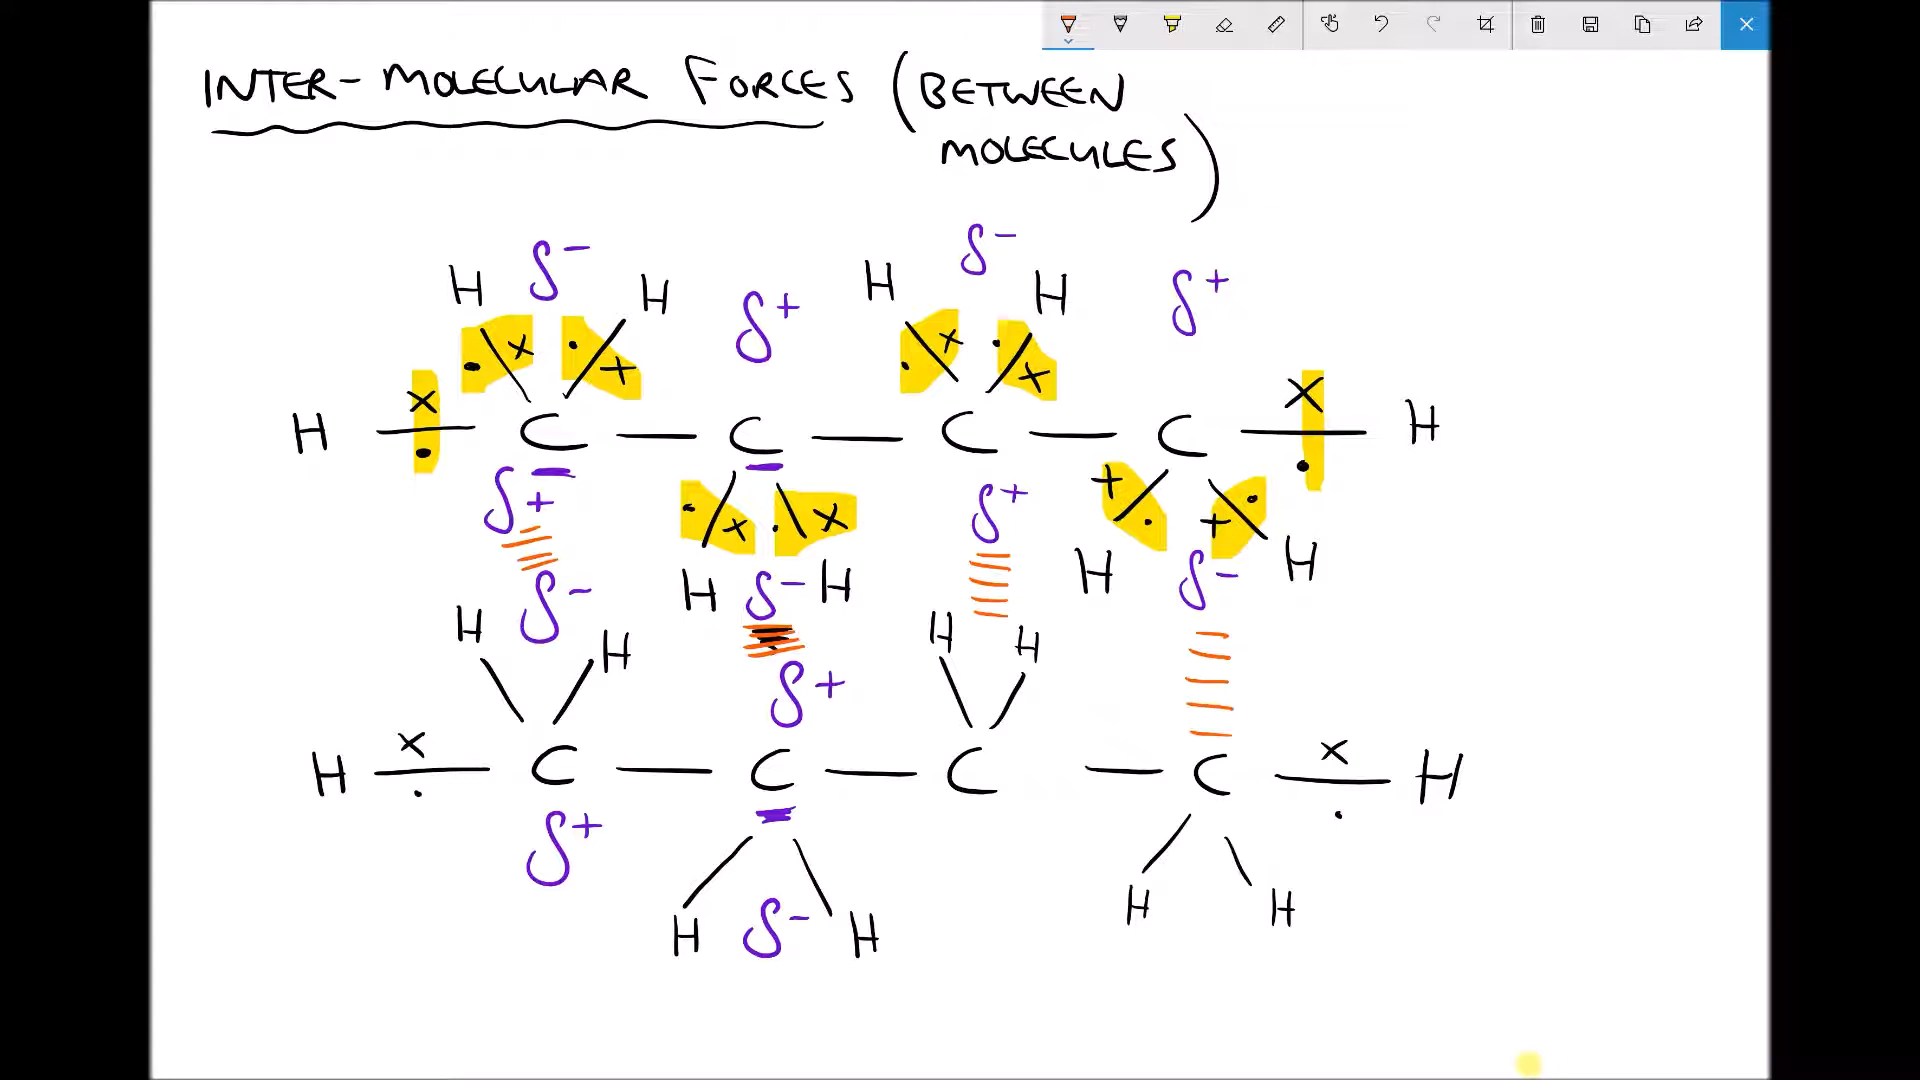 INTER-MOLECULAR FORCES (BETWEEN
MOLECULES)
H δ- H δ+ H δ- H δ+
H C C C C H
δ+ δ+
H δ- H H δ- H
H δ- H δ+ H H
H C C C C H
δ+
H δ- H H H